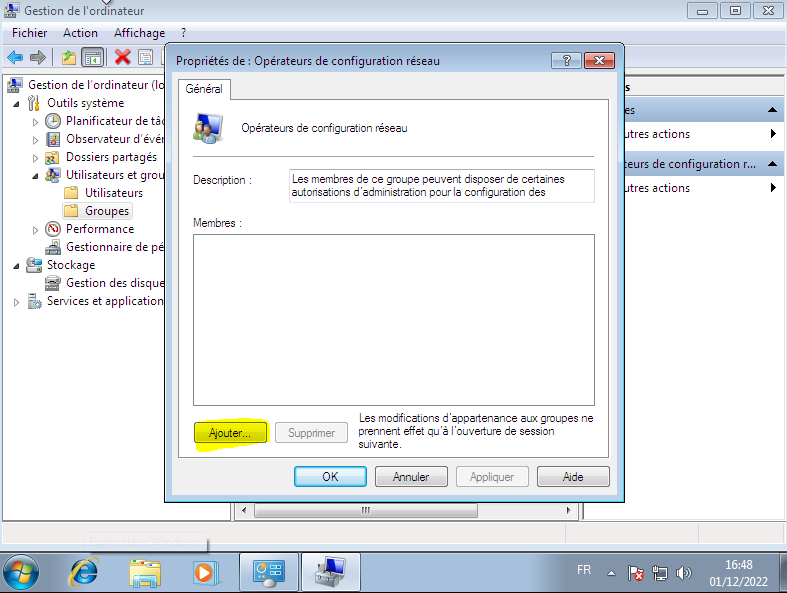 Gestion de l'ordinateur
Fichier Action Affichage ?
Propriétés de : Opérateurs de configuration réseau
Général
Opérateurs de configuration réseau
Description :
Les membres de ce groupe peuvent disposer de certaines
autorisations d'administration pour la configuration des
Membres :
Ajouter...
Supprimer
Les modifications d'appartenance aux groupes ne
prennent effet qu'à l'ouverture de session
suivante.
OK
Annuler
Appliquer
Aide
Gestion de l'ordinateur (lo
Outils système
Planificateur de tâc
Observateur d'évén
Dossiers partagés
Utilisateurs et grou
Utilisateurs
Groupes
Performance
Gestionnaire de pé
Stockage
Gestion des disque
Services et application
s
es
utres actions
teurs de configuration r...
utres actions
FR
16:48
01/12/2022